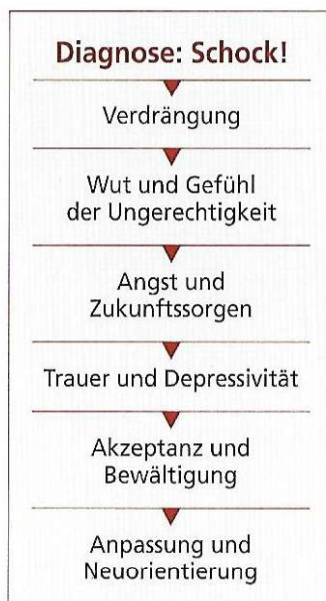 Diagnose: Schock!
Verdrängung
Wut und Gefühl
der Ungerechtigkeit
Angst und
Zukunftssorgen
Trauer und Depressivität
Akzeptanz und
Bewältigung
Anpassung und
Neuorientierung